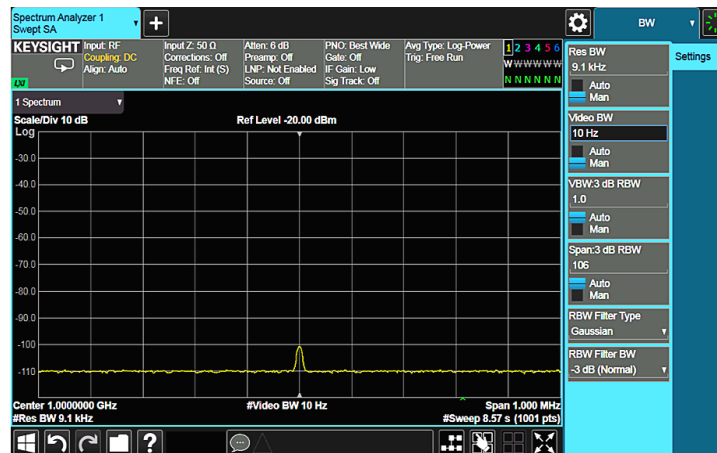 Spectrum Analyzer 1
Swept SA
BW
KEYSIGHT
Input: RF
Coupling: DC
Align: Auto
Input Z: 50 Ω
Corrections: Off
Freq Ref: Int (S)
NFE: Off
Atten: 6 dB
Preamp: Off
LNP: Not Enabled
Source: Off
PNO: Best Wide
Gate: Off
IF Gain: Low
Sig Track: Off
Avg Type: Log-Power
Trig: Free Run
1 2 3 4 5 6
W W W W W W
N N N N N N
LXI
1 Spectrum
Scale/Div 10 dB
Ref Level -20.00 dBm
Log
-30.0
-40.0
-50.0
-60.0
-70.0
-80.0
-90.0
-100
-110
Center 1.0000000 GHz
#Video BW 10 Hz
Span 1.000 MHz
#Res BW 9.1 kHz
#Sweep 8.57 s (1001 pts)
?
Res BW
9.1 kHz
Auto
Man
Video BW
10 Hz
Auto
Man
VBW:3 dB RBW
1.0
Auto
Man
Span:3 dB RBW
106
Auto
Man
RBW Filter Type
Gaussian
RBW Filter BW
-3 dB (Normal)
Settings